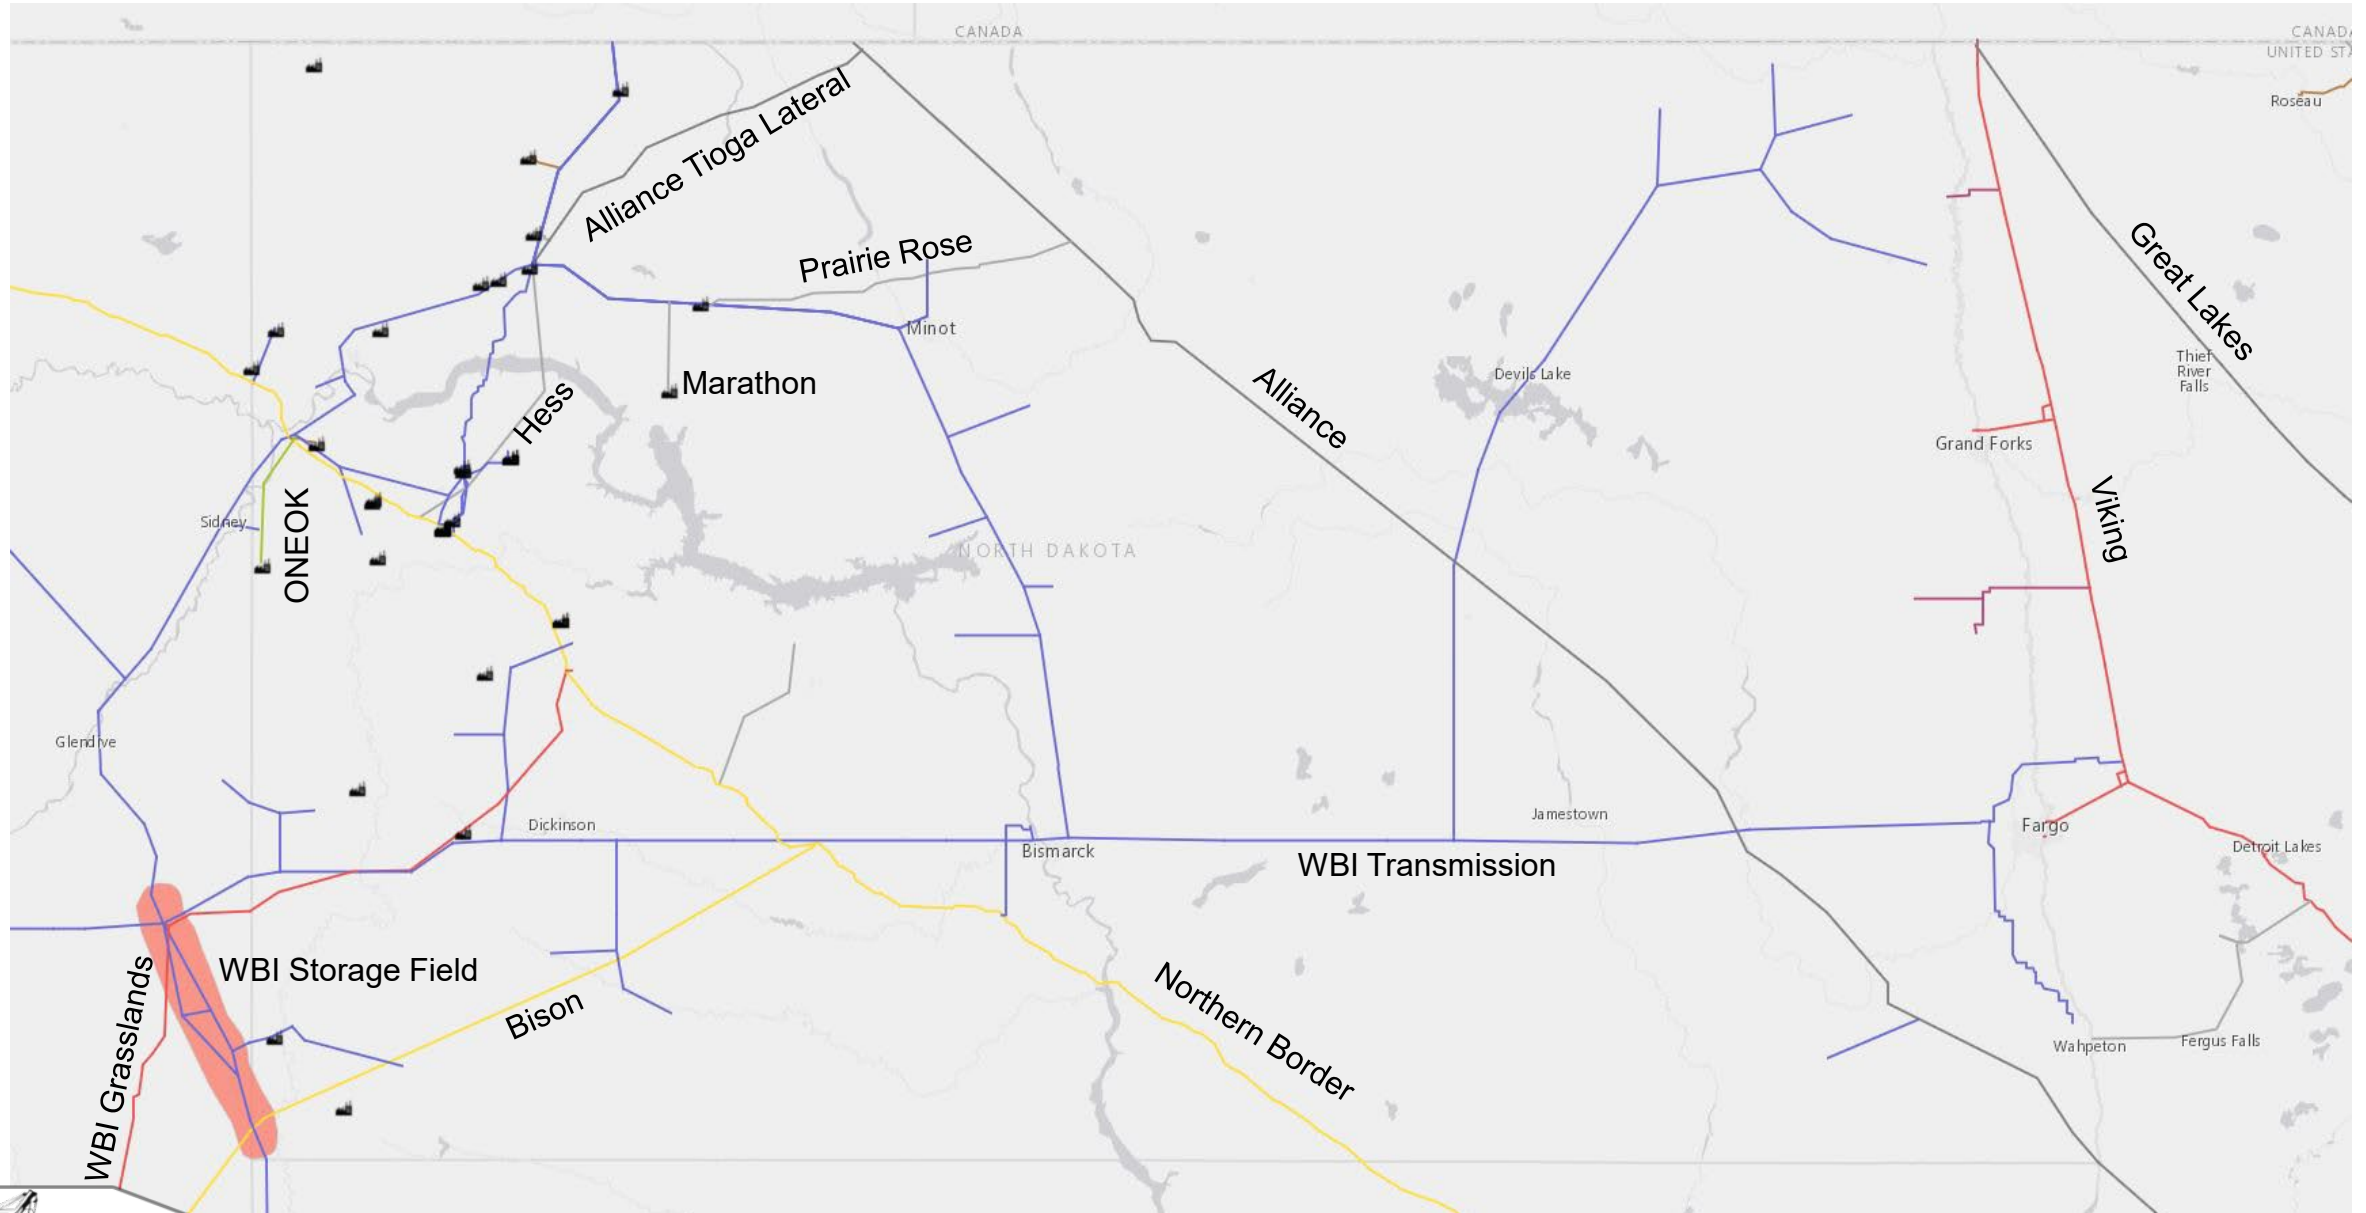 CANADA
CANADA
UNITED ST
Roseau
Alliance Tioga Lateral
Prairie Rose
Great Lakes
Minot
Thief
River
Falls
Devils Lake
Marathon
Alliance
Hess
Grand Forks
Viking
Sidney
ONEOK
NORTH DAKOTA
Glendive
Jamestown
Dickinson
Fargo
Bismarck
Detroit Lakes
WBI Transmission
WBI Storage Field
WBI Grasslands
Bison
Northern Border
Wahpeton
Fergus Falls